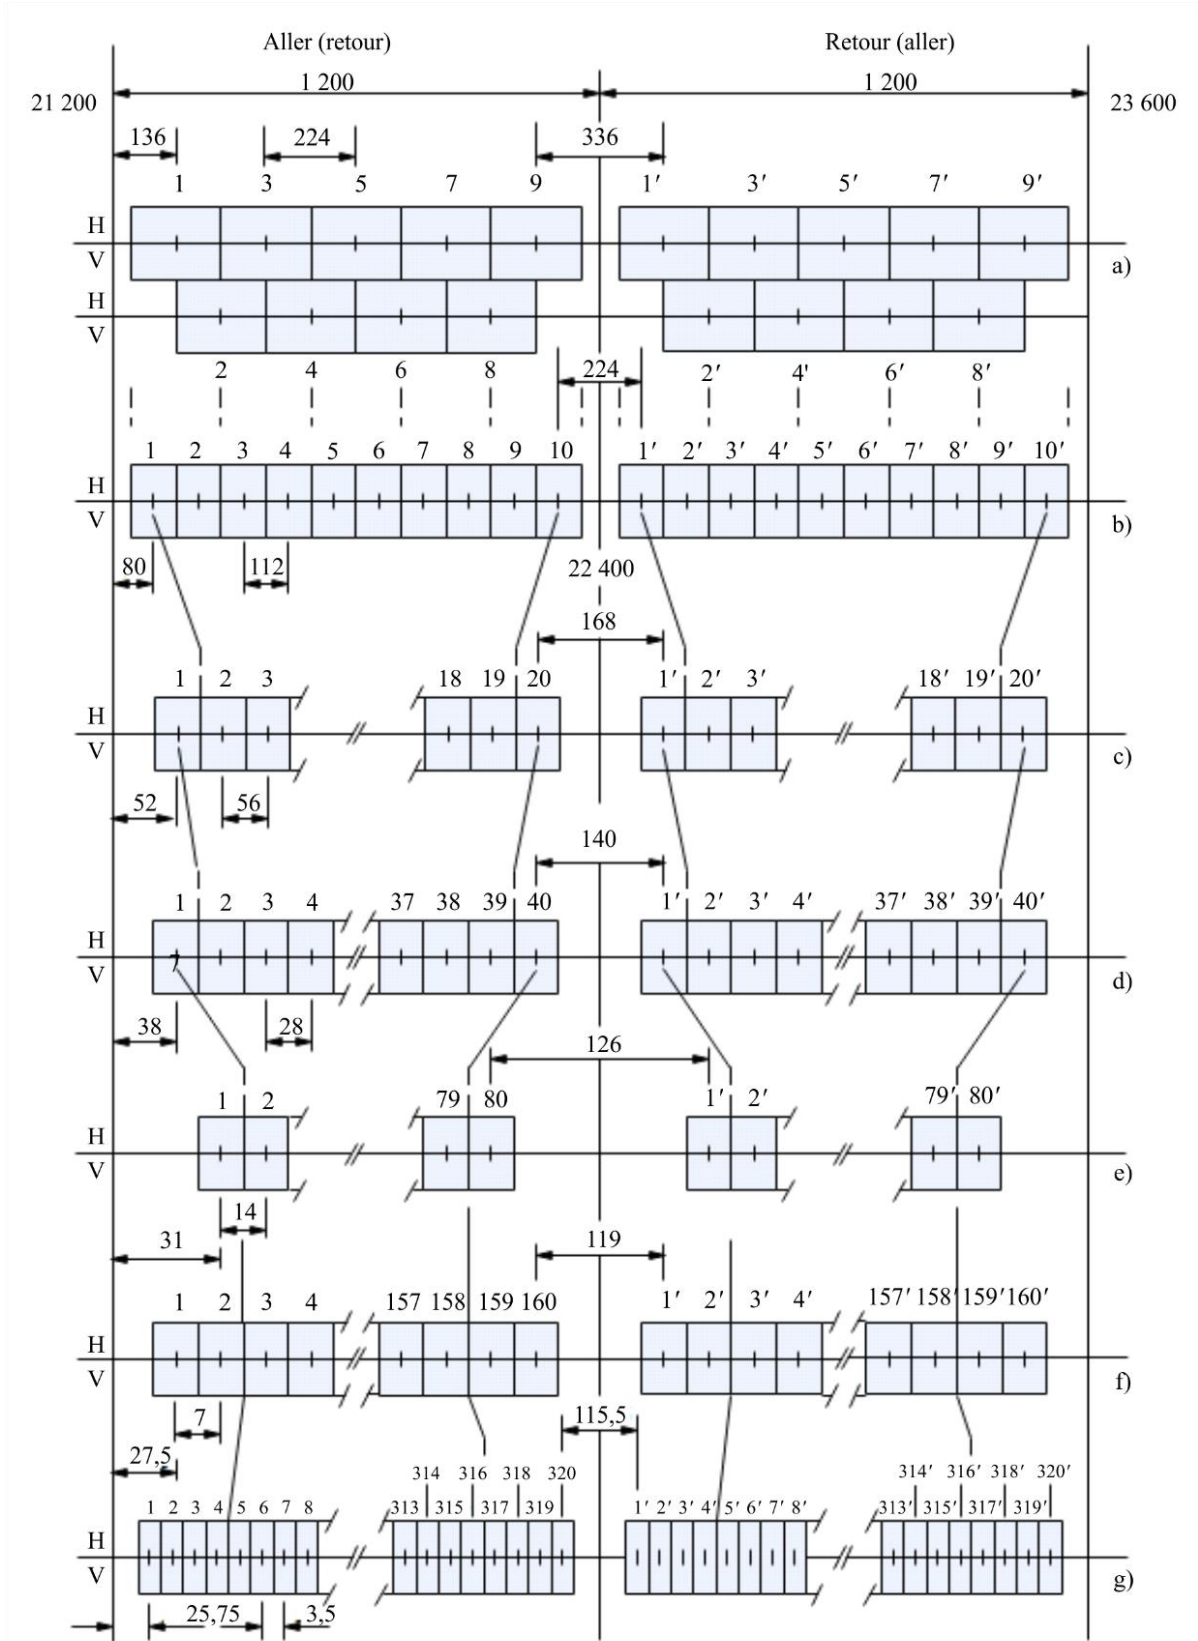 Aller (retour) Retour (aller)
1 200 1 200
21 200 23 600
136 224 336
1 3 5 7 9 1′ 3′ 5′ 7′ 9′
H
V a)
H
V
2 4 6 8 224 2′ 4′ 6′ 8′
1 2 3 4 5 6 7 8 9 10 1′ 2′ 3′ 4′ 5′ 6′ 7′ 8′ 9′ 10′
H
V b)
80 112 22 400
168
1 2 3 18 19 20 1′ 2′ 3′ 18′ 19′ 20′
H
V c)
52 56
140
1 2 3 4 37 38 39 40 1′ 2′ 3′ 4′ 37′ 38′ 39′ 40′
H
V 7 d)
38 28 126
1 2 79 80 1′ 2′ 79′ 80′
H
V e)
14
31 119
1 2 3 4 157 158 159 160 1′ 2′ 3′ 4′ 157′ 158′ 159′ 160′
H
V f)
7 115,5
27,5
314 316 318 320 314′ 316′ 318′ 320′
1 2 3 4 5 6 7 8 313 315 317 319 1′ 2′ 3′ 4′ 5′ 6′ 7′ 8′ 313′ 315′ 317′ 319′
H
V g)
25,75 3,5